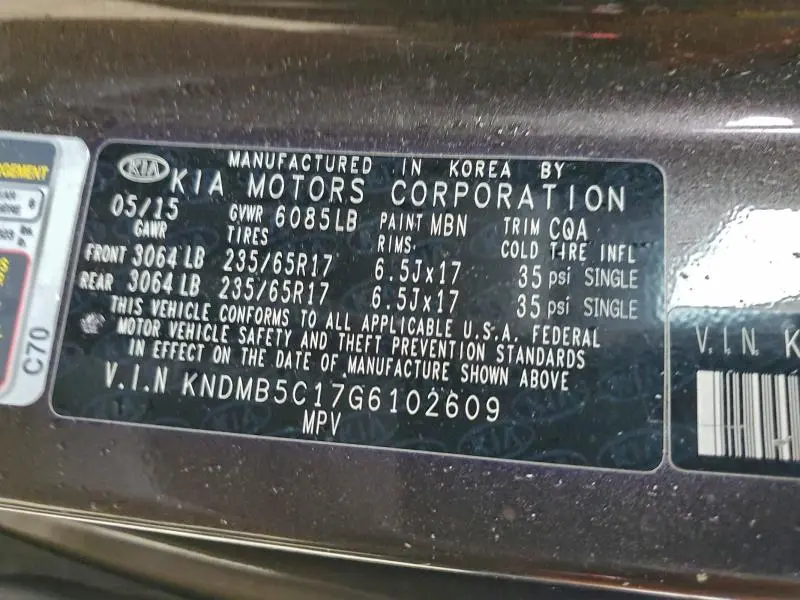 KIA
MANUFACTURED IN KOREA BY
KIA MOTORS CORPORATION
05/15 GVWR 6085LB PAINT MBN TRIM CQA
GAWR TIRES RIMS COLD TIRE INFL
FRONT 3064 LB 235/65R17 6.5Jx17 35 psi SINGLE
REAR 3064 LB 235/65R17 6.5Jx17 35 psi SINGLE
THIS VEHICLE CONFORMS TO ALL APPLICABLE U.S.A. FEDERAL
MOTOR VEHICLE SAFETY AND THEFT PREVENTION STANDARDS
IN EFFECT ON THE DATE OF MANUFACTURE SHOWN ABOVE
V.I.N KNDMB5C17G6102609
MPV
C70
V.I.N. K